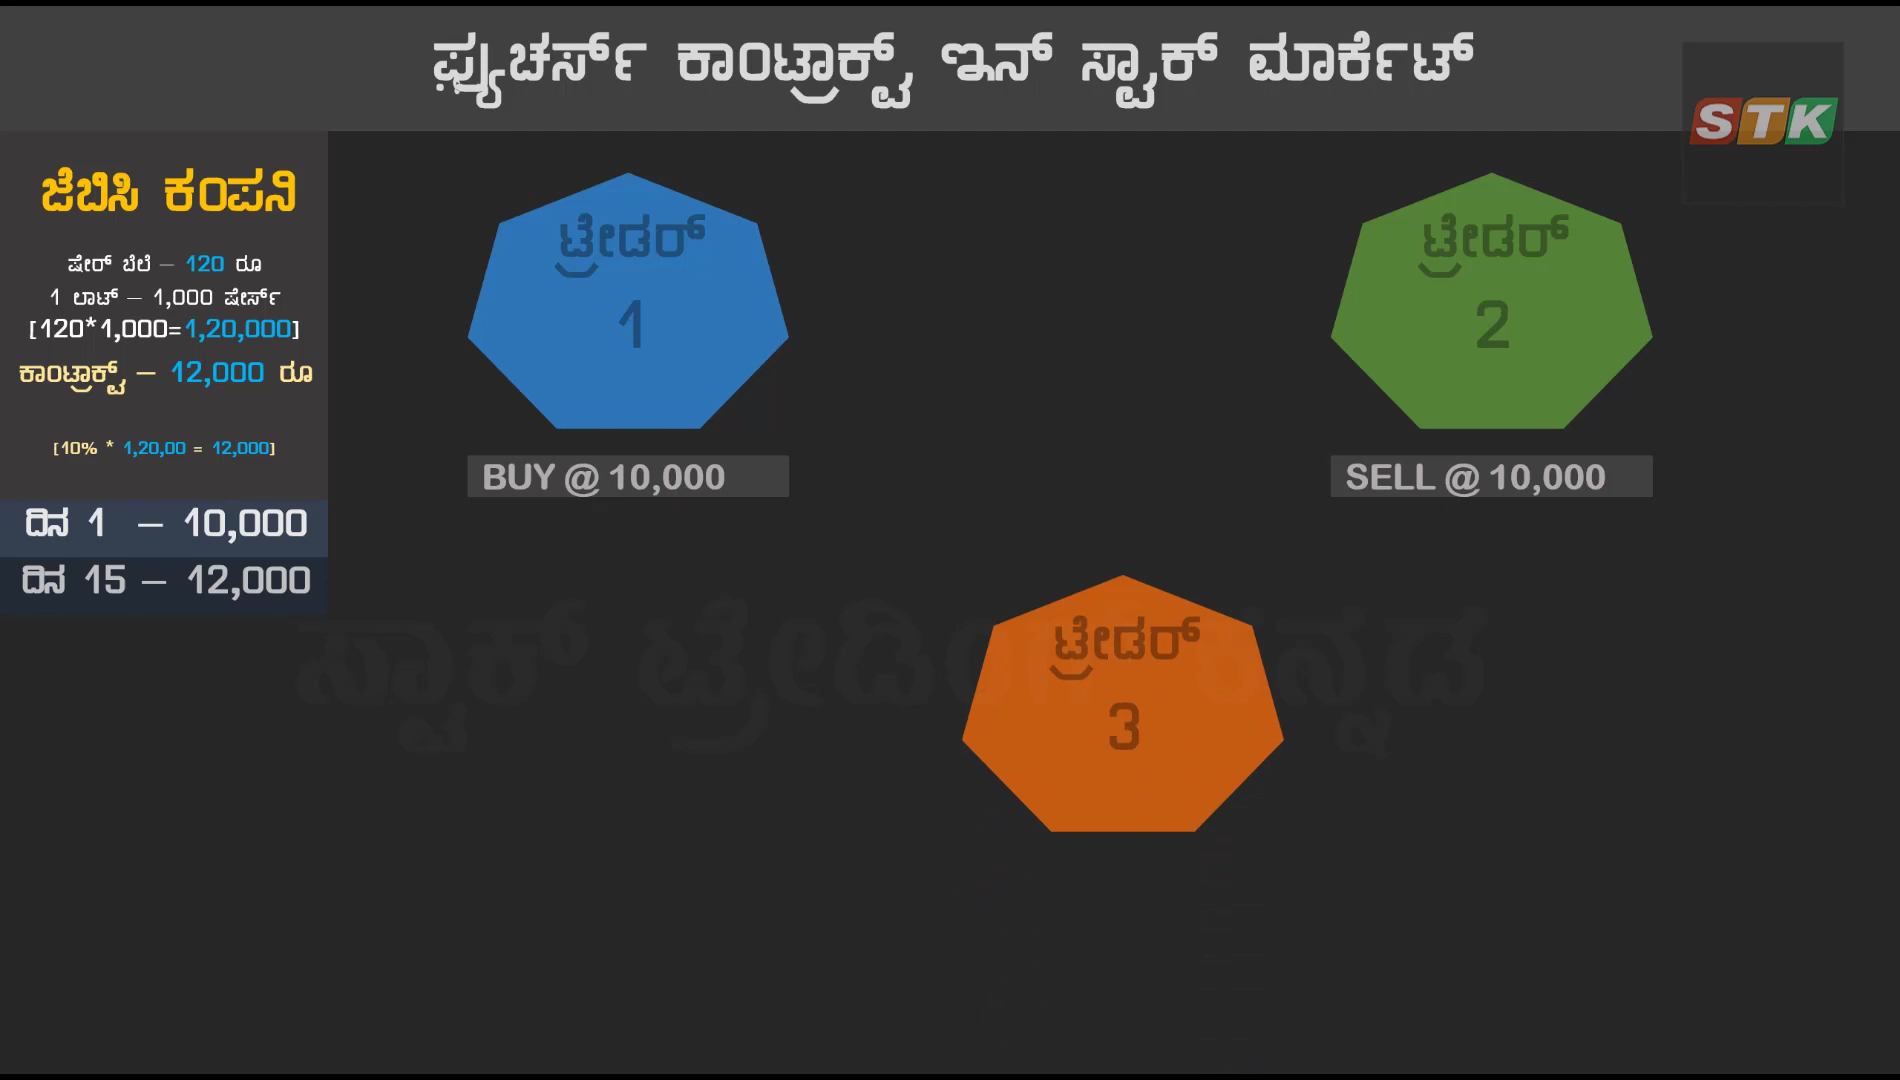 ಫ಼್ಯುಚರ್ಸ್ ಕಾಂಟ್ರಾಕ್ಟ್ ಇನ್ ಸ್ಟಾಕ್ ಮಾರ್ಕೆಟ್
STK
ಜೆಬಿಸಿ ಕಂಪನಿ
ಷೇರ್ ಬೆಲೆ – 120 ರೂ
1 ಲಾಟ್ – 1,000 ಷೇರ್ಸ್
[120*1,000=1,20,000]
ಕಾಂಟ್ರಾಕ್ಟ್ – 12,000 ರೂ
[10% * 1,20,00 = 12,000]
ದಿನ 1 – 10,000
ದಿನ 15 – 12,000
ಟ್ರೇಡರ್
1
BUY @ 10,000
ಟ್ರೇಡರ್
2
SELL @ 10,000
ಟ್ರೇಡರ್
3
ಸ್ಟಾಕ್ ಟ್ರೇಡಿಂಗ್ ಕನ್ನಡ